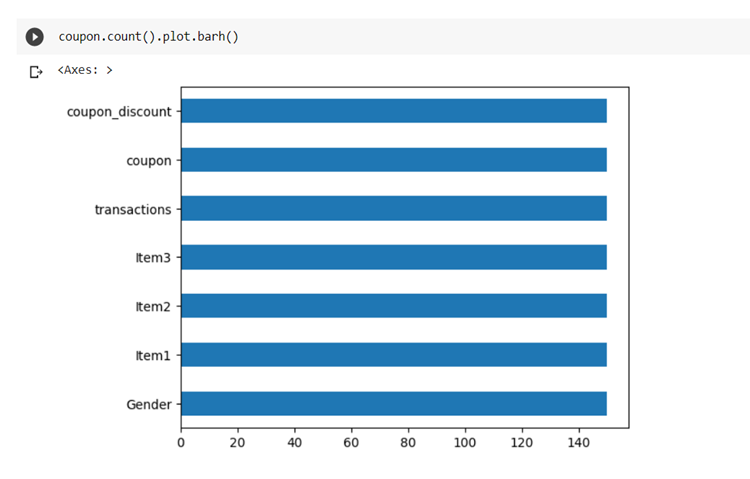 coupon.count().plot.barh()
<Axes: >
coupon_discount
coupon
transactions
Item3
Item2
Item1
Gender
0 20 40 60 80 100 120 140